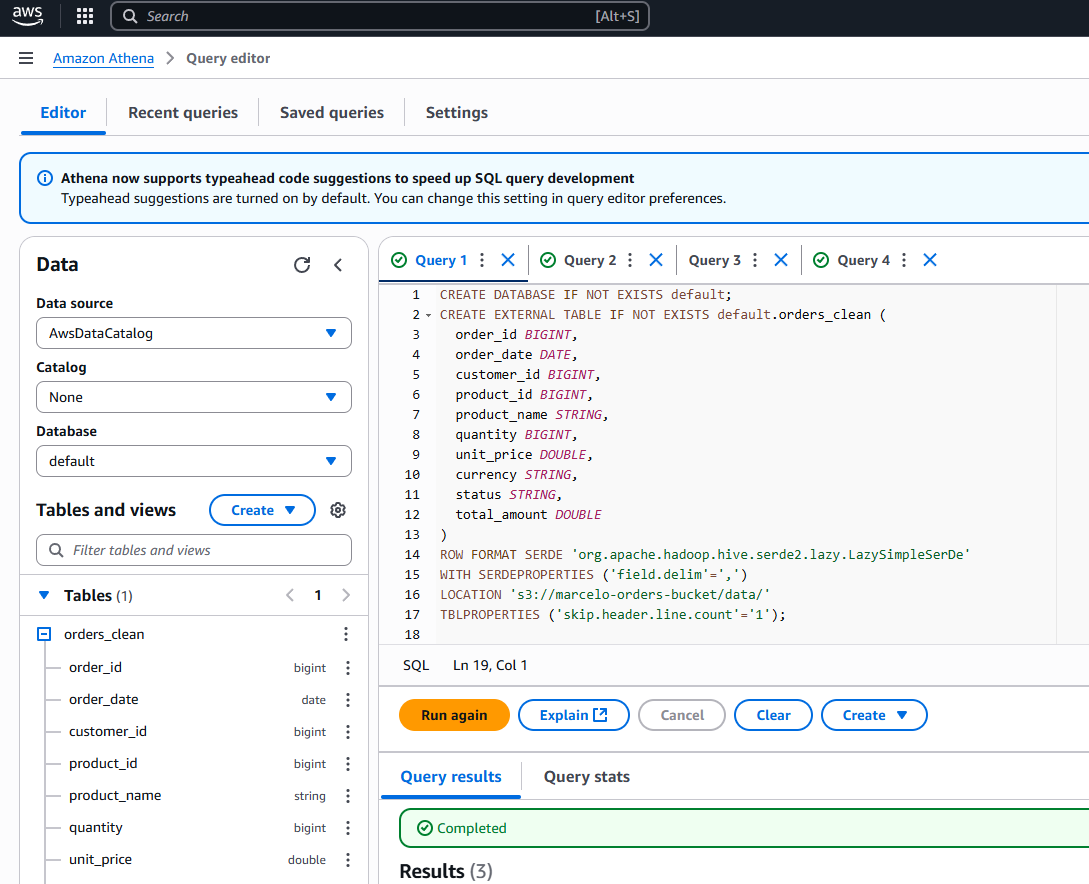 aws
Search
[Alt+S]
Amazon Athena
Query editor
Editor
Recent queries
Saved queries
Settings
Athena now supports typeahead code suggestions to speed up SQL query development
Typeahead suggestions are turned on by default. You can change this setting in query editor preferences.
Data
Data source
AwsDataCatalog
Catalog
None
Database
default
Tables and views
Create
Filter tables and views
Tables (1)
1
orders_clean
order_id bigint
order_date date
customer_id bigint
product_id bigint
product_name string
quantity bigint
unit_price double
Query 1
Query 2
Query 3
Query 4
1 CREATE DATABASE IF NOT EXISTS default;
2 CREATE EXTERNAL TABLE IF NOT EXISTS default.orders_clean (
3 order_id BIGINT,
4 order_date DATE,
5 customer_id BIGINT,
6 product_id BIGINT,
7 product_name STRING,
8 quantity BIGINT,
9 unit_price DOUBLE,
10 currency STRING,
11 status STRING,
12 total_amount DOUBLE
13 )
14 ROW FORMAT SERDE 'org.apache.hadoop.hive.serde2.lazy.LazySimpleSerDe'
15 WITH SERDEPROPERTIES ('field.delim'=',')
16 LOCATION 's3://marcelo-orders-bucket/data/'
17 TBLPROPERTIES ('skip.header.line.count'='1');
18
SQL Ln 19, Col 1
Run again
Explain
Cancel
Clear
Create
Query results
Query stats
Completed
Results (3)